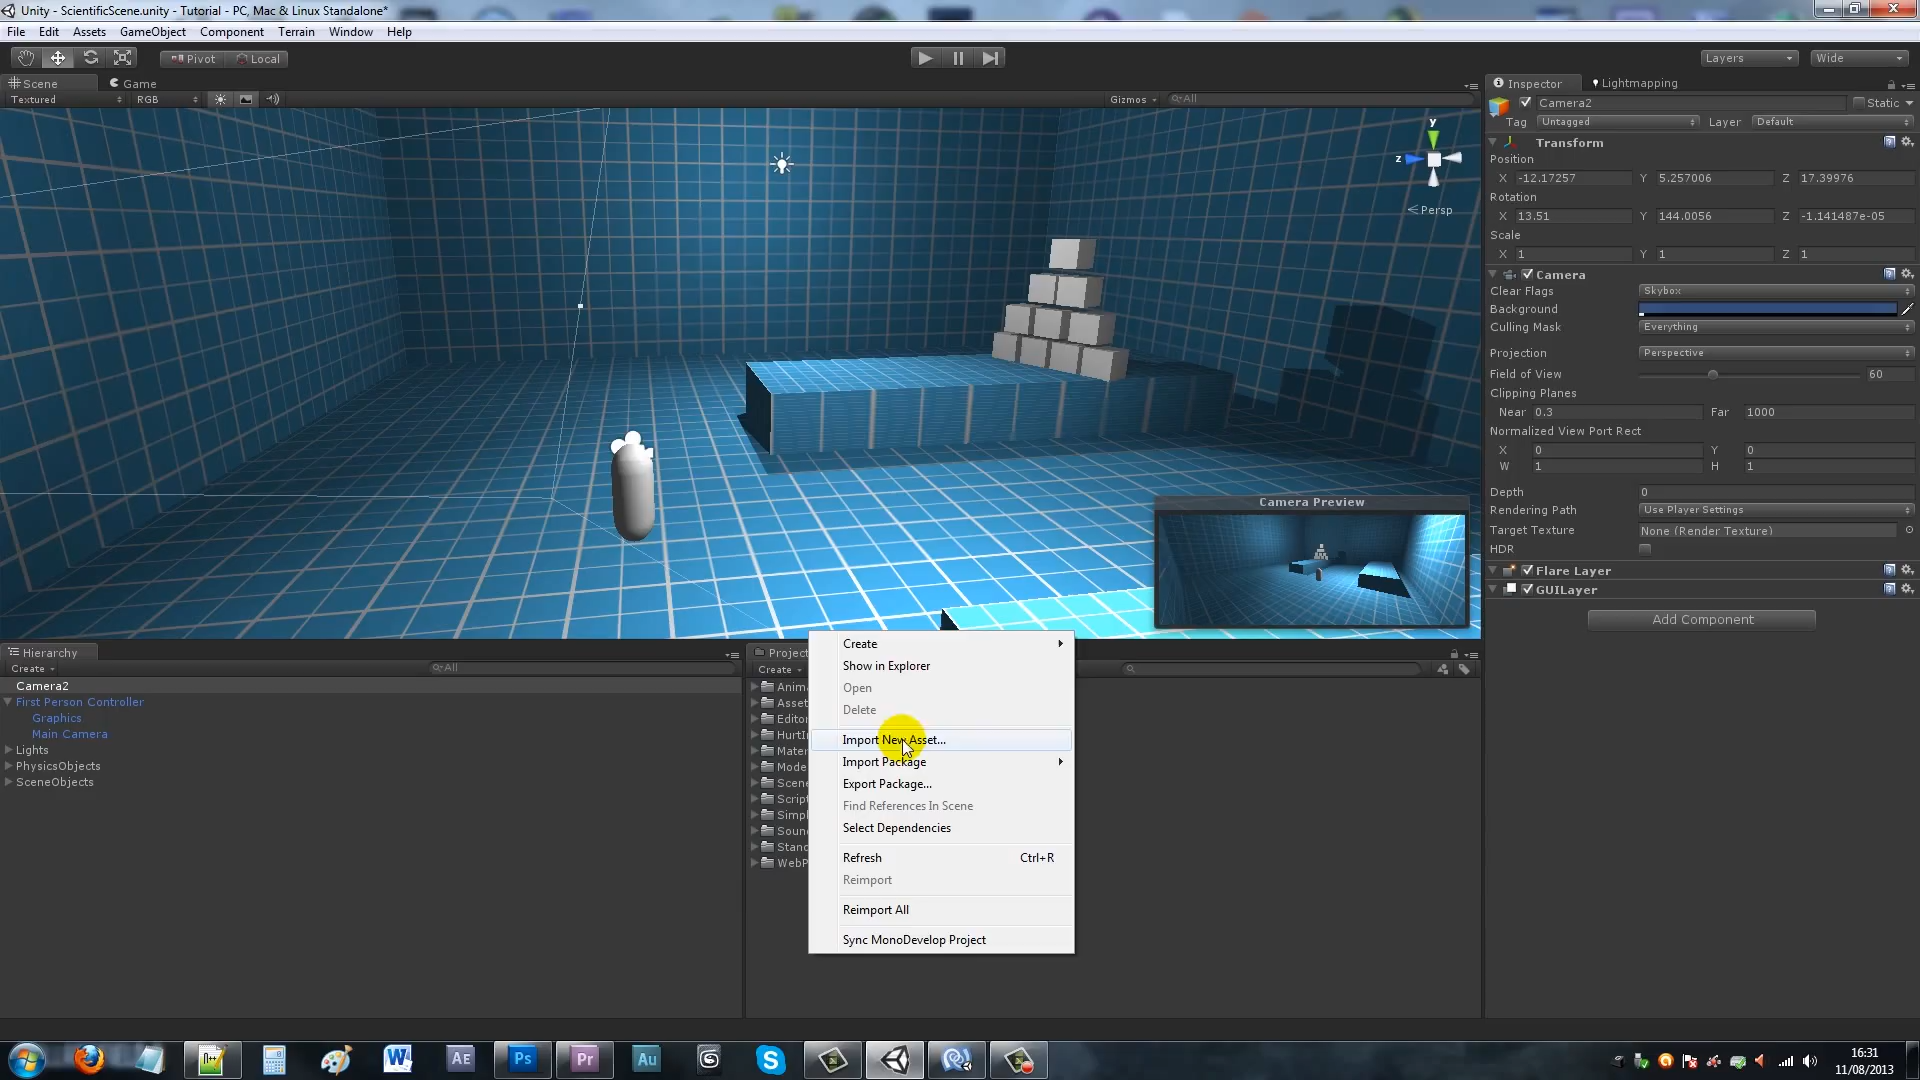 Unity - ScientificScene.unity - Tutorial - PC, Mac & Linux Standalone*
File Edit Assets GameObject Component Terrain Window Help
Pivot Local Layers Wide
Scene Game
Textured RGB Gizmos All
y
z
Persp
Camera Preview
Inspector Lightmapping
Camera2 Static
Tag Untagged Layer Default
Transform
Position
X -12.17257 Y 5.257006 Z 17.39976
Rotation
X 13.51 Y 144.0056 Z -1.141487e-05
Scale
X 1 Y 1 Z 1
Camera
Clear Flags Skybox
Background
Culling Mask Everything
Projection Perspective
Field of View 60
Clipping Planes
Near 0.3 Far 1000
Normalized View Port Rect
X 0 Y 0
W 1 H 1
Depth 0
Rendering Path Use Player Settings
Target Texture None (Render Texture)
HDR
Flare Layer
GUILayer
Add Component
Hierarchy
Create All
Camera2
First Person Controller
Graphics
Main Camera
Lights
PhysicsObjects
SceneObjects
Project
Create
Anima
Asset
Editor
HurtIn
Mater
Mode
Scene
Script
Simpl
Soun
Stand
WebP
Create
Show in Explorer
Open
Delete
Import New Asset...
Import Package
Export Package...
Find References In Scene
Select Dependencies
Refresh Ctrl+R
Reimport
Reimport All
Sync MonoDevelop Project
n++ W AE Ps Pr Au S
16:31
11/08/2013